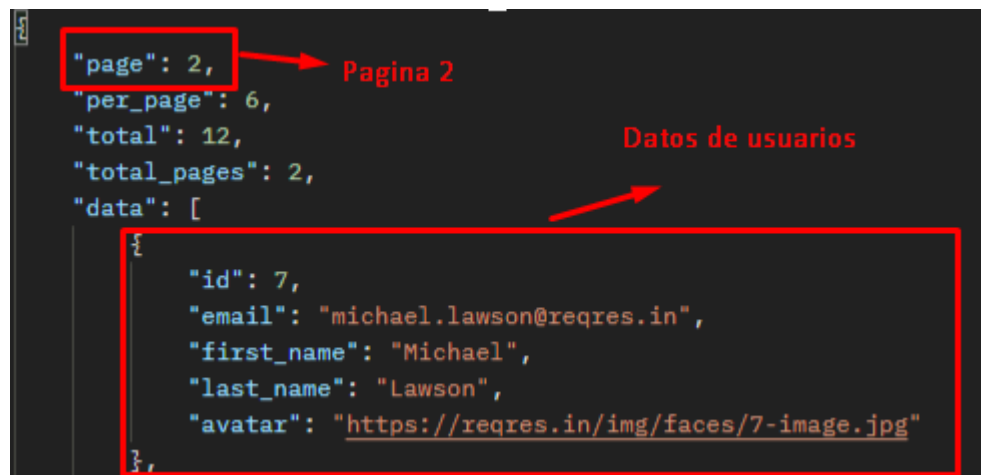 {
"page": 2,
Pagina 2
"per_page": 6,
"total": 12,
Datos de usuarios
"total_pages": 2,
"data": [
{
"id": 7,
"email": "michael.lawson@reqres.in",
"first_name": "Michael",
"last_name": "Lawson",
"avatar": "https://reqres.in/img/faces/7-image.jpg"
},